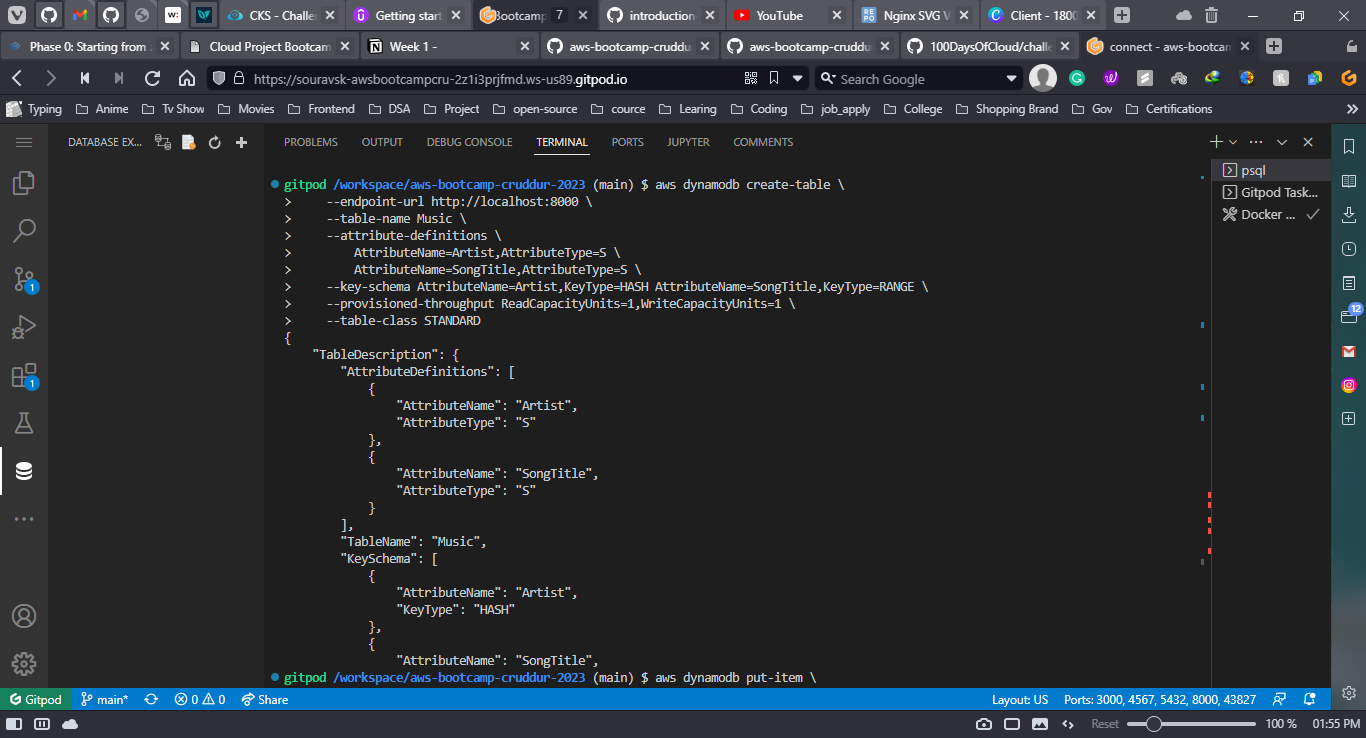 CKS - Challe
Getting start
Bootcamp
7
introduction
YouTube
Nginx SVG V
Client - 1800
Phase 0: Starting from
Cloud Project Bootcam
Week 1 -
aws-bootcamp-cruddu
aws-bootcamp-cruddu
100DaysOfCloud/challe
connect - aws-bootcam
https://souravsk-awsbootcampcru-2z1i3prjfmd.ws-us89.gitpod.io
Search Google
Typing
Anime
Tv Show
Movies
Frontend
DSA
Project
open-source
cource
Learing
Coding
job_apply
College
Shopping Brand
Gov
Certifications
DATABASE EX...
PROBLEMS
OUTPUT
DEBUG CONSOLE
TERMINAL
PORTS
JUPYTER
COMMENTS
psql
Gitpod Task...
Docker ...
gitpod /workspace/aws-bootcamp-cruddur-2023 (main) $ aws dynamodb create-table \
> --endpoint-url http://localhost:8000 \
> --table-name Music \
> --attribute-definitions \
> AttributeName=Artist,AttributeType=S \
> AttributeName=SongTitle,AttributeType=S \
> --key-schema AttributeName=Artist,KeyType=HASH AttributeName=SongTitle,KeyType=RANGE \
> --provisioned-throughput ReadCapacityUnits=1,WriteCapacityUnits=1 \
> --table-class STANDARD
{
"TableDescription": {
"AttributeDefinitions": [
{
"AttributeName": "Artist",
"AttributeType": "S"
},
{
"AttributeName": "SongTitle",
"AttributeType": "S"
}
],
"TableName": "Music",
"KeySchema": [
{
"AttributeName": "Artist",
"KeyType": "HASH"
},
{
"AttributeName": "SongTitle",
gitpod /workspace/aws-bootcamp-cruddur-2023 (main) $ aws dynamodb put-item \
1
1
12
Gitpod
main*
0
0
Share
Layout: US
Ports: 3000, 4567, 5432, 8000, 43827
Reset
100 %
01:55 PM